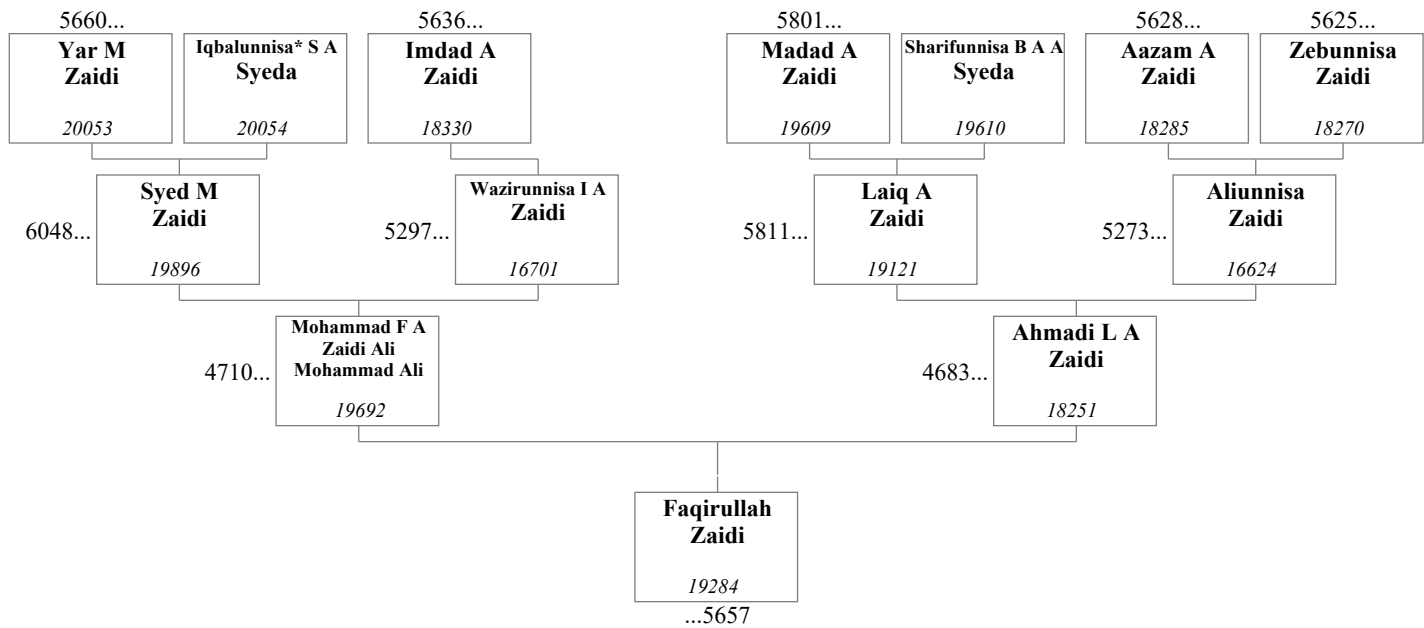 5660...
5636...
5801...
5628...
5625...
Yar M
Zaidi
20053
Iqbalunnisa* S A
Syeda
20054
Imdad A
Zaidi
18330
Madad A
Zaidi
19609
Sharifunnisa B A A
Syeda
19610
Aazam A
Zaidi
18285
Zebunnisa
Zaidi
18270
6048...
Syed M
Zaidi
19896
5297...
Wazirunnisa I A
Zaidi
16701
5811...
Laiq A
Zaidi
19121
5273...
Aliunnisa
Zaidi
16624
4710...
Mohammad F A
Zaidi Ali
Mohammad Ali
19692
4683...
Ahmadi L A
Zaidi
18251
Faqirullah
Zaidi
19284
...5657